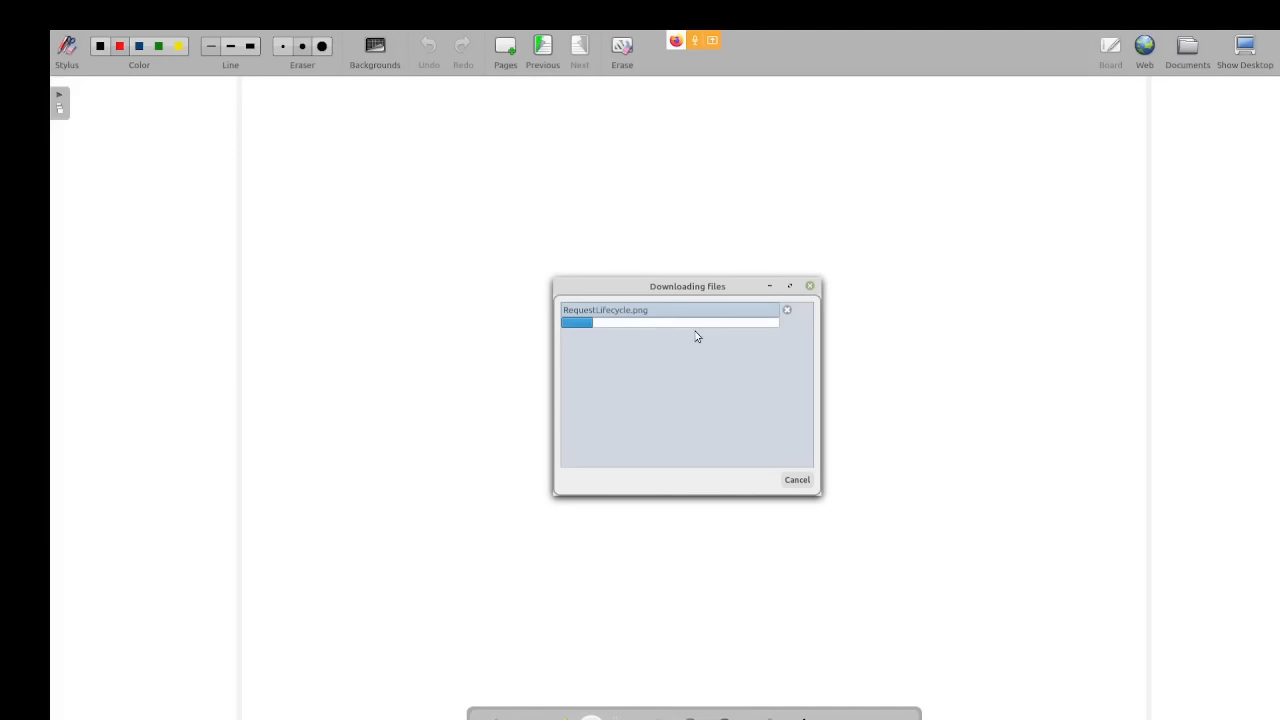 Stylus Color Line Eraser Backgrounds Undo Redo Pages Previous Next Erase Board Web Documents Show Desktop
Downloading files
RequestLifecycle.png
Cancel